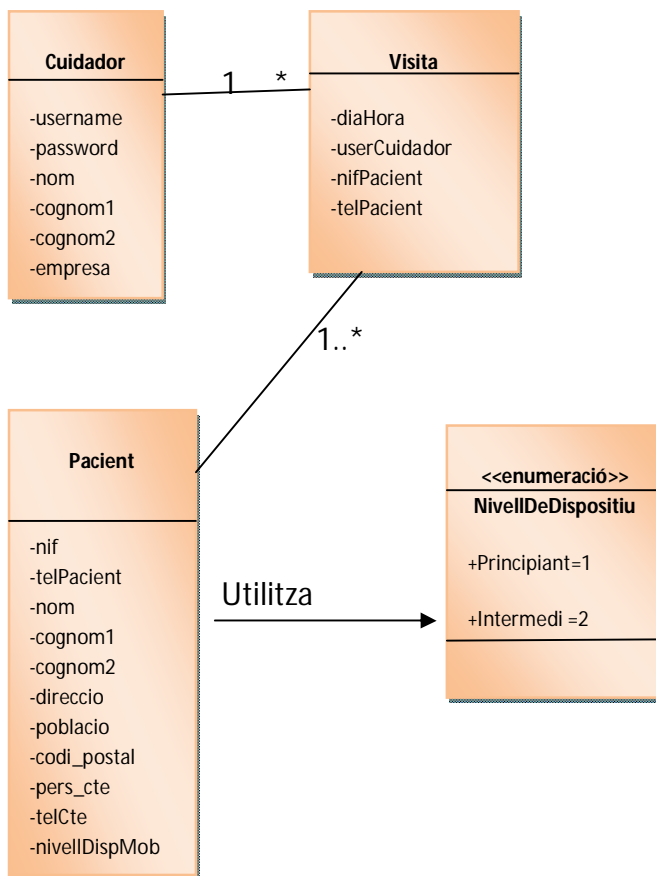 Cuidador
-username
-password
-nom
-cognom1
-cognom2
-empresa
1 *
Visita
-diaHora
-userCuidador
-nifPacient
-telPacient
1..*
Pacient
-nif
-telPacient
-nom
-cognom1
-cognom2
-direccio
-poblacio
-codi_postal
-pers_cte
-telCte
-nivellDispMob
Utilitza
<<enumeració>>
NivellDeDispositiu
+Principiant=1
+Intermedi =2